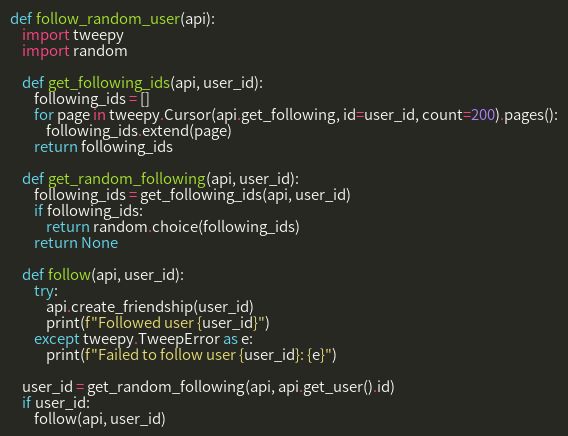 def follow_random_user(api):
    import tweepy
    import random

    def get_following_ids(api, user_id):
        following_ids = []
        for page in tweepy.Cursor(api.get_following, id=user_id, count=200).pages():
            following_ids.extend(page)
        return following_ids

    def get_random_following(api, user_id):
        following_ids = get_following_ids(api, user_id)
        if following_ids:
            return random.choice(following_ids)
        return None

    def follow(api, user_id):
        try:
            api.create_friendship(user_id)
            print(f"Followed user {user_id}")
        except tweepy.TweepError as e:
            print(f"Failed to follow user {user_id}: {e}")

    user_id = get_random_following(api, api.get_user().id)
    if user_id:
        follow(api, user_id)